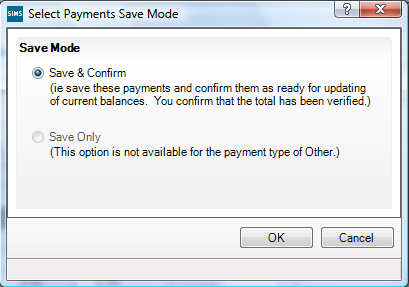 SIMS Select Payments Save Mode
Save Mode
Save & Confirm
(ie save these payments and confirm them as ready for updating
of current balances. You confirm that the total has been verified.)
Save Only
(This option is not available for the payment type of Other.)
OK Cancel